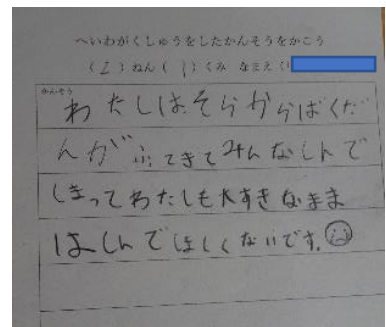 へいわがくしゅうをしたかんそうをかこう
(2)ねん(1)くみ なまえ(
かんそう
わたしは、そらからばくだ
んがふってきてみんなしんで
しまってわたしも大すきなまま
はしんでほしくないです。